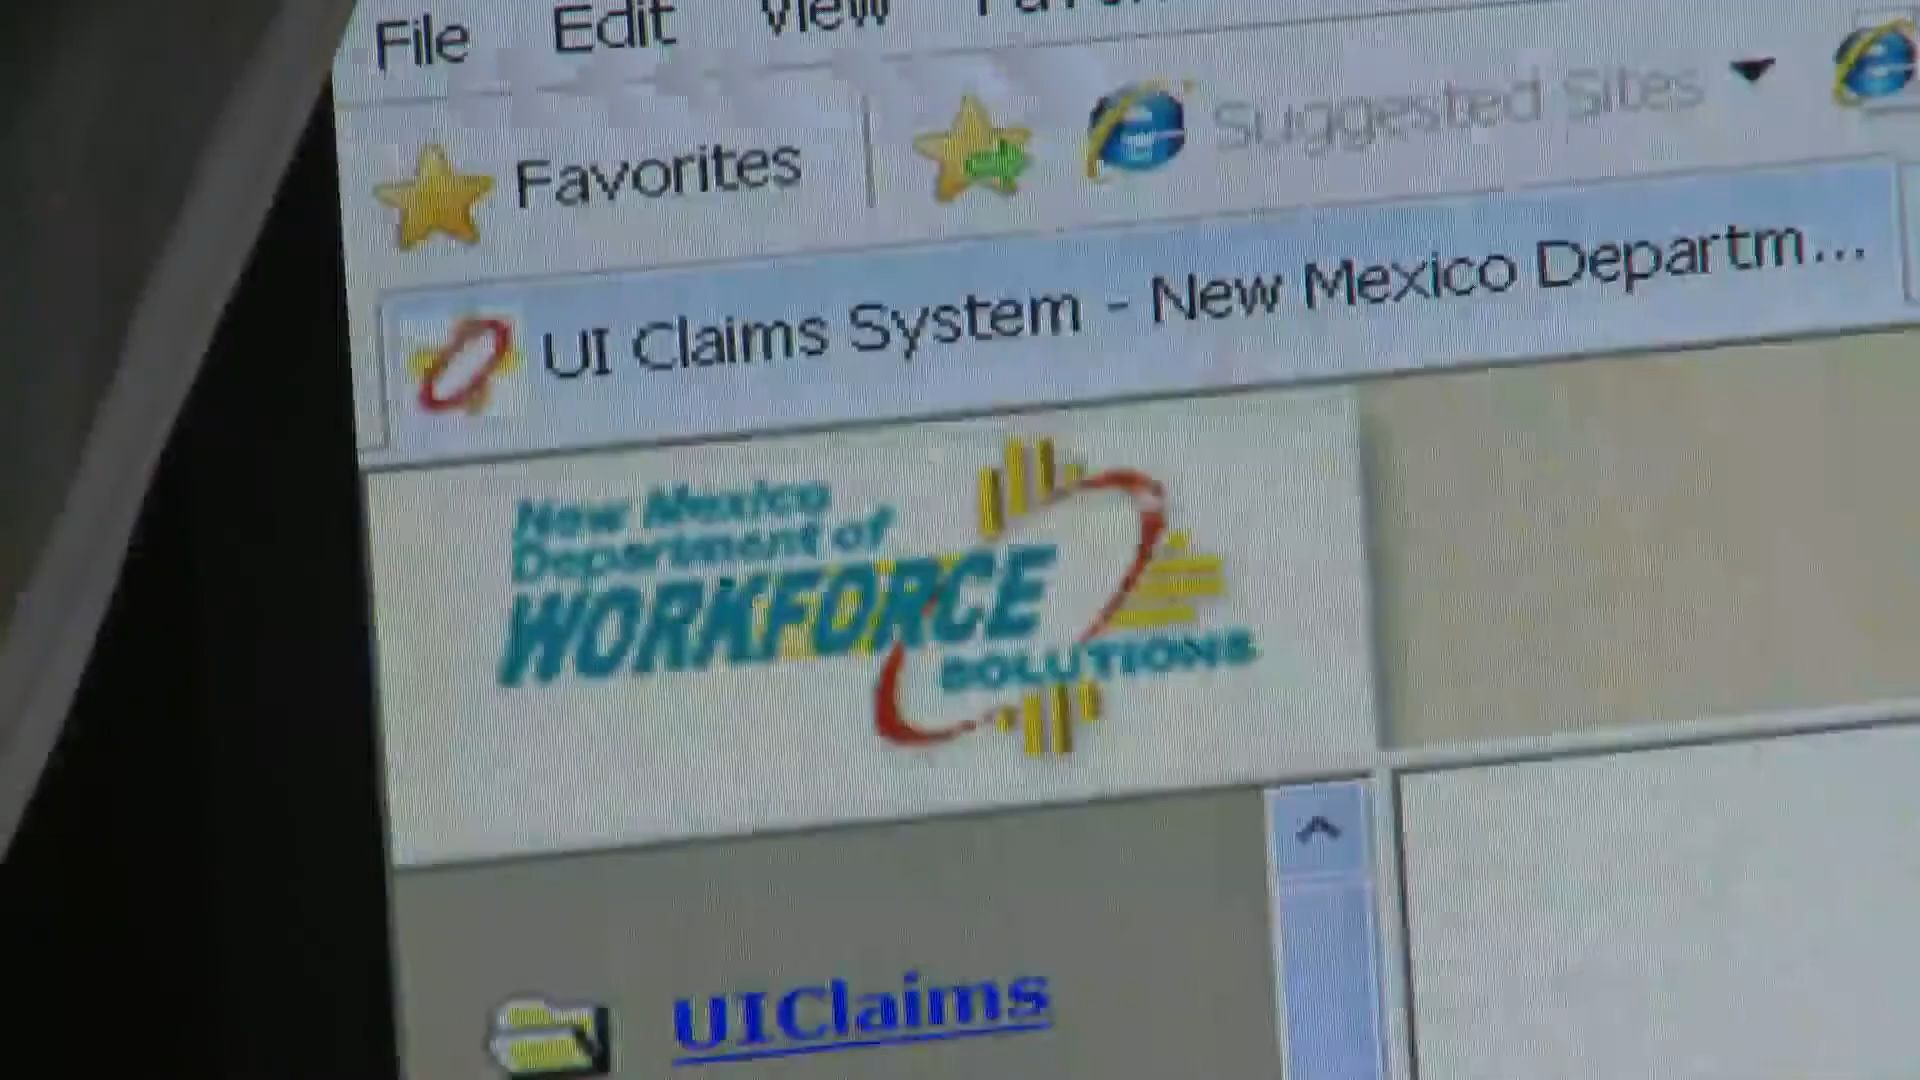 File Edit View
Favorites Suggested Sites
UI Claims System - New Mexico Departm...
New Mexico
Department of
WORKFORCE
SOLUTIONS
UIClaims